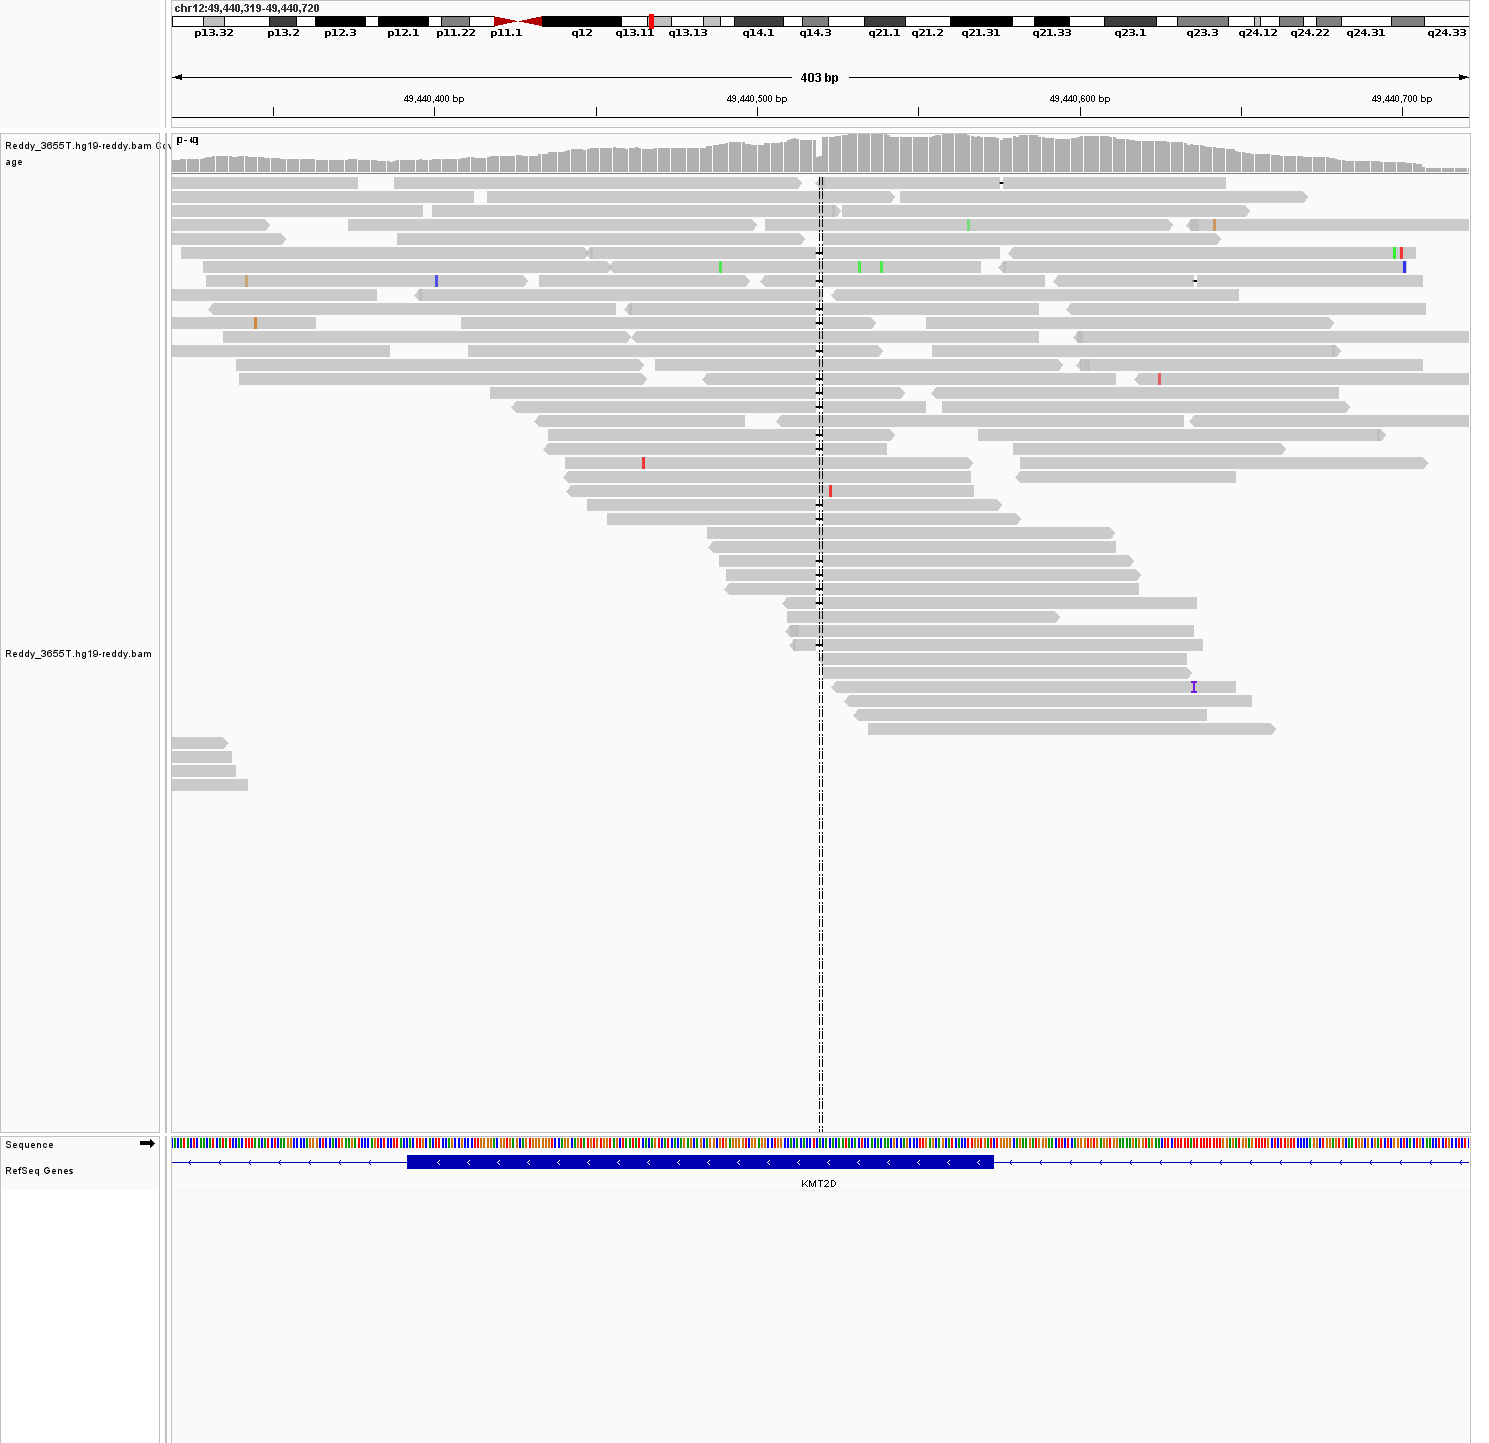 chr12:49,440,319-49,440,720
p13.32 p13.2 p12.3 p12.1 p11.22 p11.1 q12 q13.11 q13.13 q14.1 q14.3 q21.1 q21.2 q21.31 q21.33 q23.1 q23.3 q24.12 q24.22 q24.31 q24.33
403 bp
49,440,400 bp 49,440,500 bp 49,440,600 bp 49,440,700 bp
Reddy_3655T.hg19-reddy.bam Cov
age
Reddy_3655T.hg19-reddy.bam
Sequence
RefSeq Genes
KMT2D